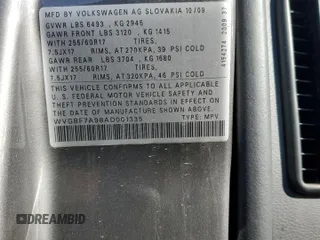 MFD BY VOLKSWAGEN AG SLOVAKIA 10/09
GVWR LBS 6493 , KG 2945
GAWR FRONT LBS 3120 , KG 1415
WITH 255/60R17
7.5JX17 RIMS, AT 270KPA, 39 PSI COLD
GAWR REAR LBS 3704 , KG 1680
WITH 255/60R17
7.5JX17 RIMS, AT 320KPA, 46 PSI COLD
THIS VEHICLE CONFORMS TO ALL APPLICABLE
U.S. FEDERAL MOTOR VEHICLE SAFETY AND
THEFT PREVENTION STANDARDS IN EFFECT ON
THE DATE OF MANUFACTURE SHOWN ABOVE.
TYPE: MPV
2009 37
DREAMBID